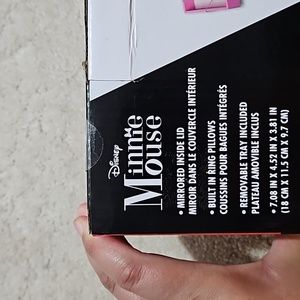 Disney
Minnie
Mouse
• MIRRORED INSIDE LID
MIROIR DANS LE COUVERCLE INTÉRIEUR
• BUILT IN RING PILLOWS
COUSSINS POUR BAGUES INTÉGRÉS
• REMOVABLE TRAY INCLUDED
PLATEAU AMOVIBLE INCLUS
• 7.08 IN X 4.52 IN X 3.81 IN
(18 CM X 11.5 CM X 9.7 CM)